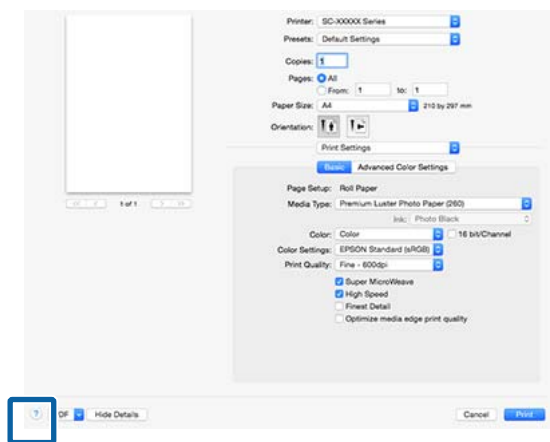 Printer: SC-XXXXX Series
Presets: Default Settings
Copies: 1
Pages: All
From: 1 to: 1
Paper Size: A4 210 by 297 mm
Orientation:
Print Settings
Basic Advanced Color Settings
Page Setup: Roll Paper
Media Type: Premium Luster Photo Paper (260)
Ink: Photo Black
1 of 1
Color: Color 16 bit/Channel
Color Settings: EPSON Standard (sRGB)
Print Quality: Fine - 600dpi
Super MicroWeave
High Speed
Finest Detail
Optimize media edge print quality
? DF Hide Details Cancel Print